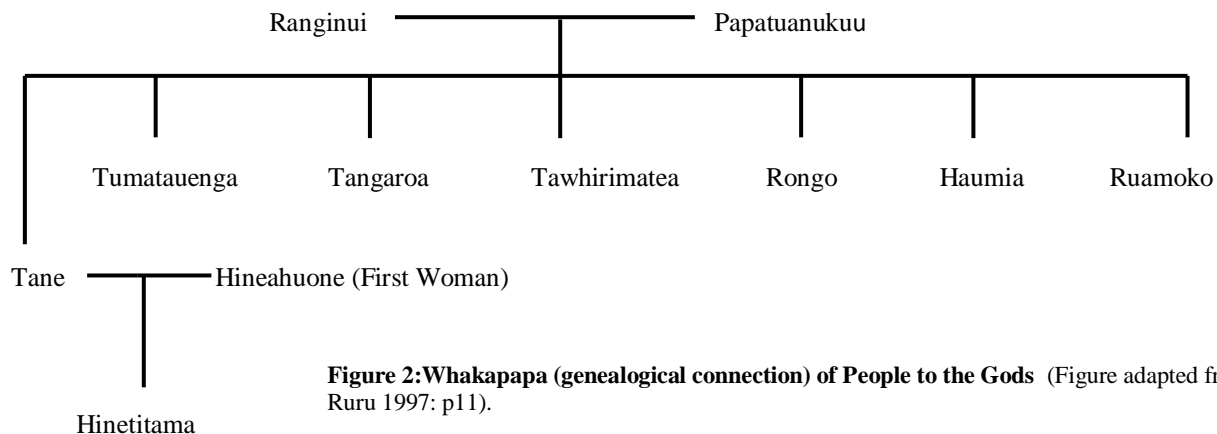 Ranginui Papatuanukuu
Tumatauenga Tangaroa Tawhirimatea Rongo Haumia Ruamoko
Tane Hineahuone (First Woman)
Figure 2:Whakapapa (genealogical connection) of People to the Gods (Figure adapted
Ruru 1997: p11).
Hinetitama